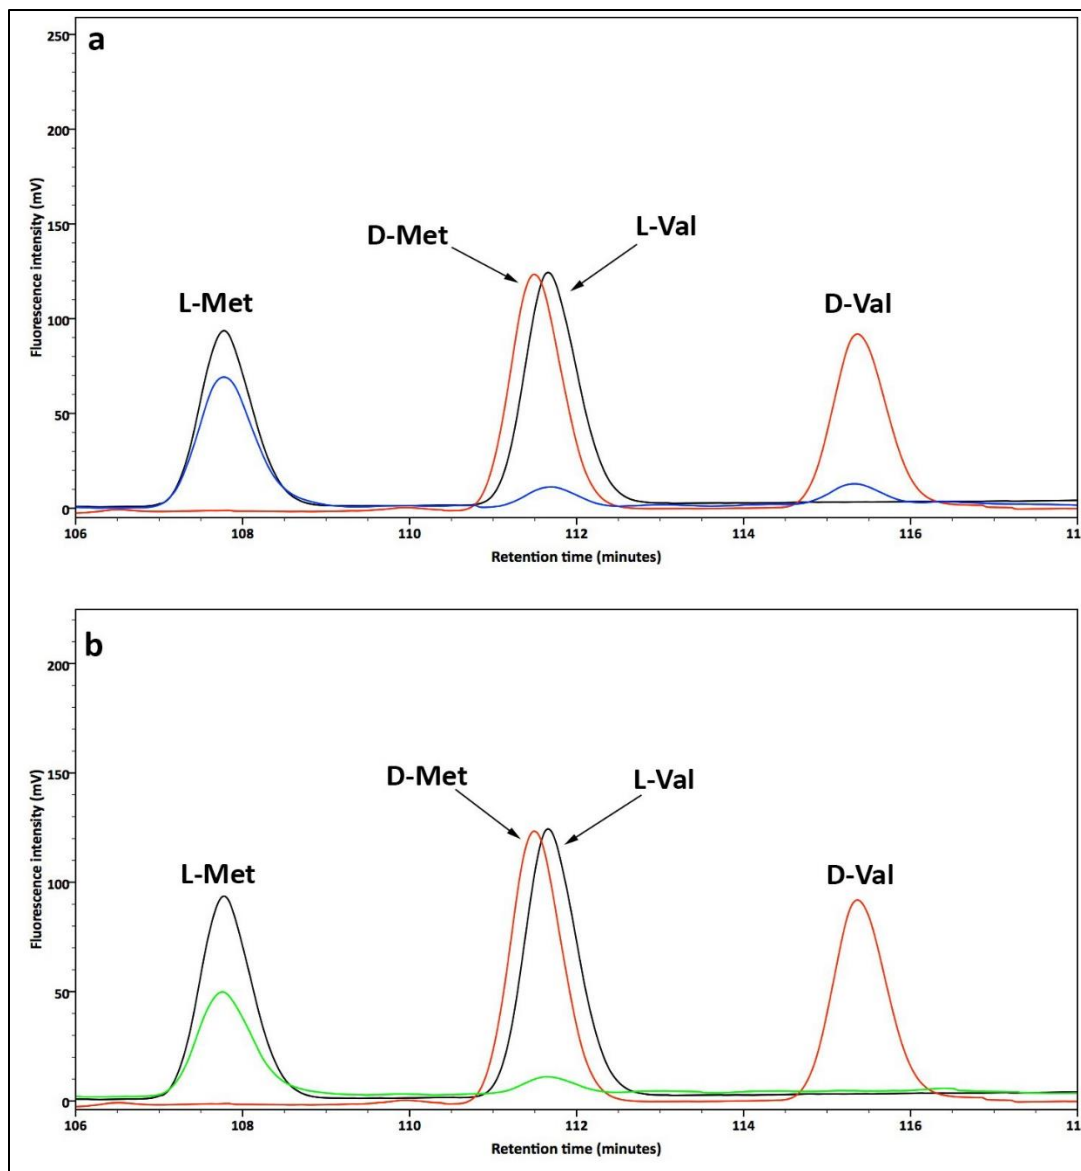 a
250
200
150
100
50
0
Fluorescence intensity (mV)
D-Met
L-Val
L-Met
D-Val
106
108
110
112
114
116
11
Retention time (minutes)
b
200
150
100
50
0
Fluorescence intensity (mV)
D-Met
L-Val
L-Met
D-Val
106
108
110
112
114
116
11
Retention time (minutes)